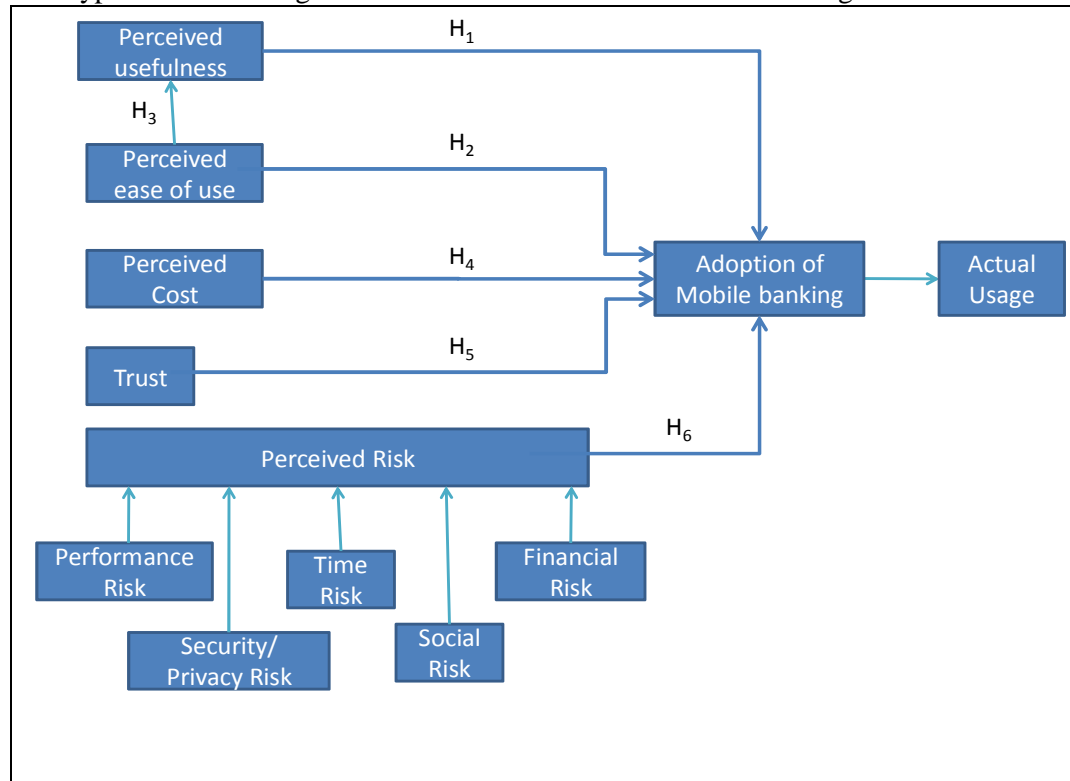 Perceived
usefulness
H1
H3
Perceived
ease of use
H2
Perceived
Cost
H4
Adoption of
Mobile banking
Actual
Usage
Trust
H5
Perceived Risk
H6
Performance
Risk
Time
Risk
Financial
Risk
Security/
Privacy Risk
Social
Risk